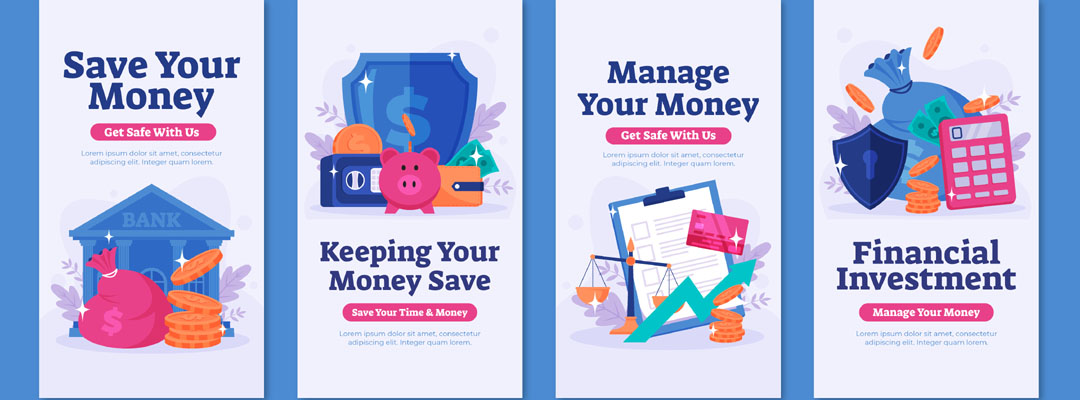 Save Your
Money
Get Safe With Us
Lorem ipsum dolor sit amet, consectetur
adipiscing elit. Integer quam lorem.
BANK
$
$
Keeping Your
Money Save
Save Your Time & Money
Lorem ipsum dolor sit amet, consectetur
adipiscing elit. Integer quam lorem.
Manage
Your Money
Get Safe With Us
Lorem ipsum dolor sit amet, consectetur
adipiscing elit. Integer quam lorem.
Financial
Investment
Manage Your Money
Lorem ipsum dolor sit amet, consectetur
adipiscing elit. Integer quam lorem.